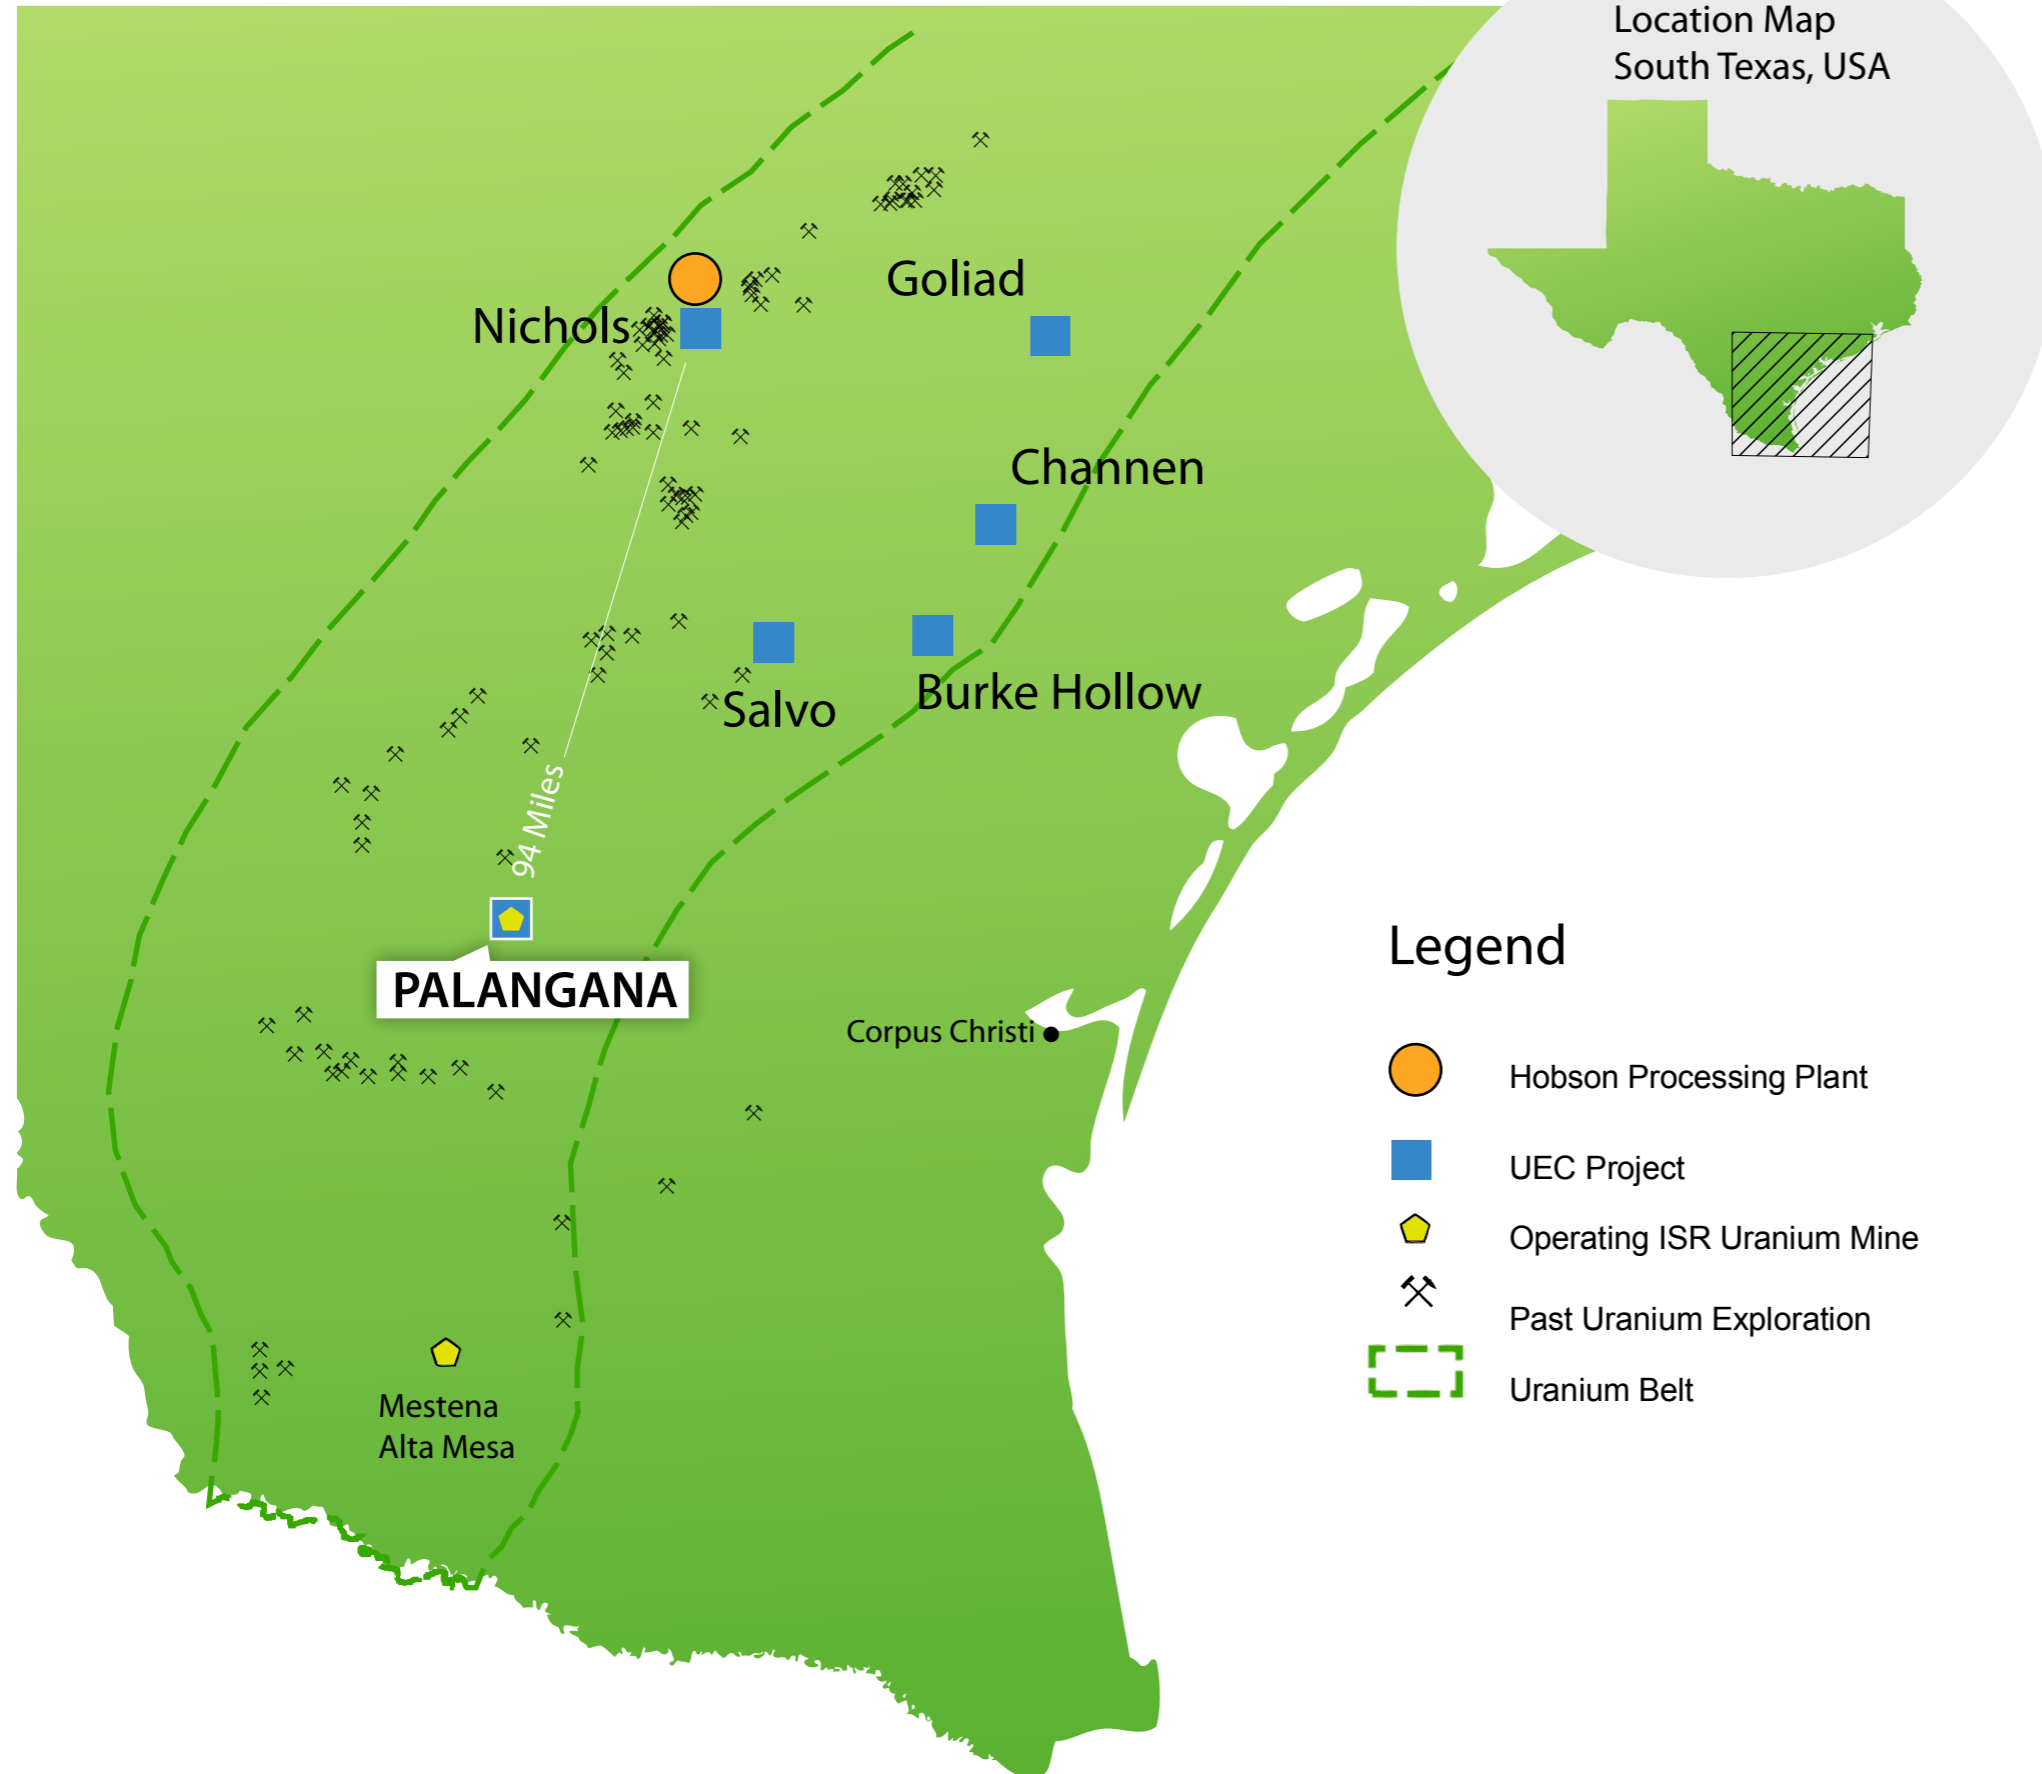 Location Map
South Texas, USA
Goliad
Nichols
Channen
Burke Hollow
Salvo
94 Miles
PALANGANA
Corpus Christi
Mestena
Alta Mesa
Legend
Hobson Processing Plant
UEC Project
Operating ISR Uranium Mine
Past Uranium Exploration
Uranium Belt